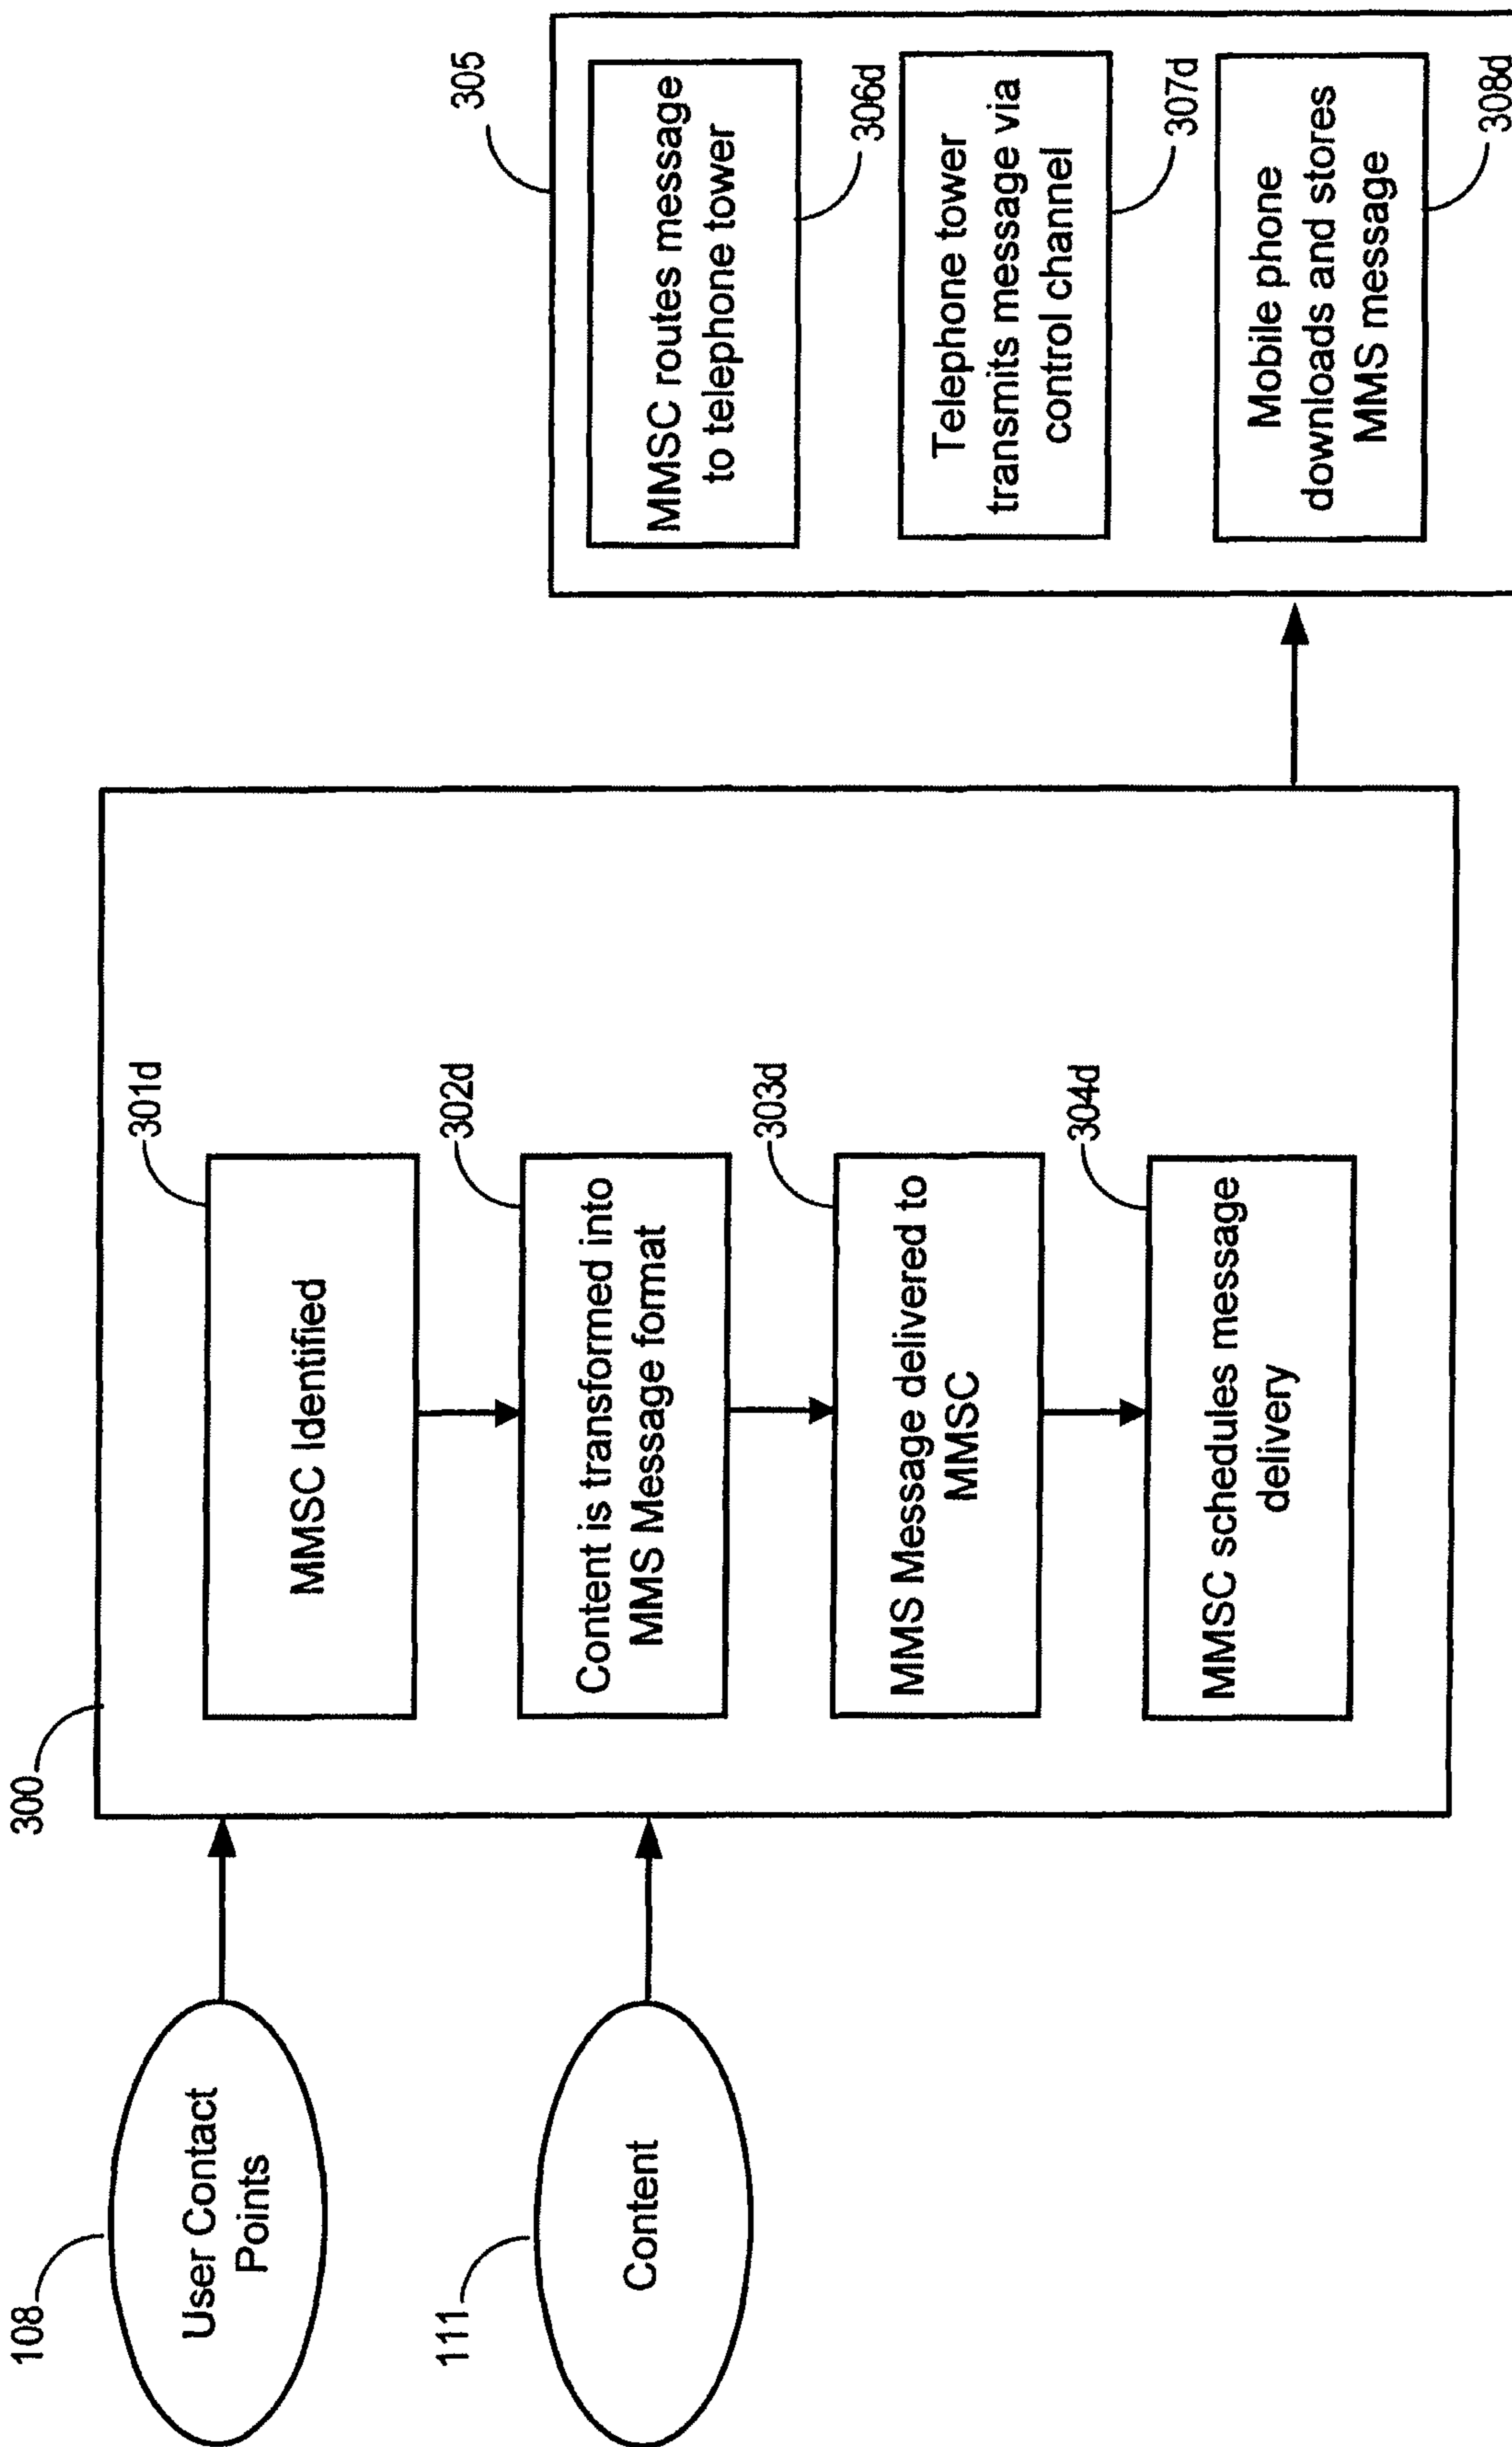 108
User Contact
Points
111
Content
300
301d
MMSC Identified
302d
Content is transformed into
MMS Message format
303d
MMS Message delivered to
MMSC
304d
MMSC schedules message
delivery
305
MMSC routes message
to telephone tower
306d
Telephone tower
transmits message via
control channel
307d
Mobile phone
downloads and stores
MMS message
308d